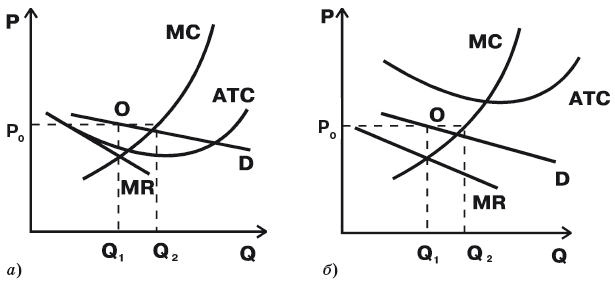 P
MC
ATC
O
P₀
D
MR
Q₁
Q₂
Q
а)
P
MC
ATC
O
P₀
D
MR
Q₁
Q₂
Q
б)